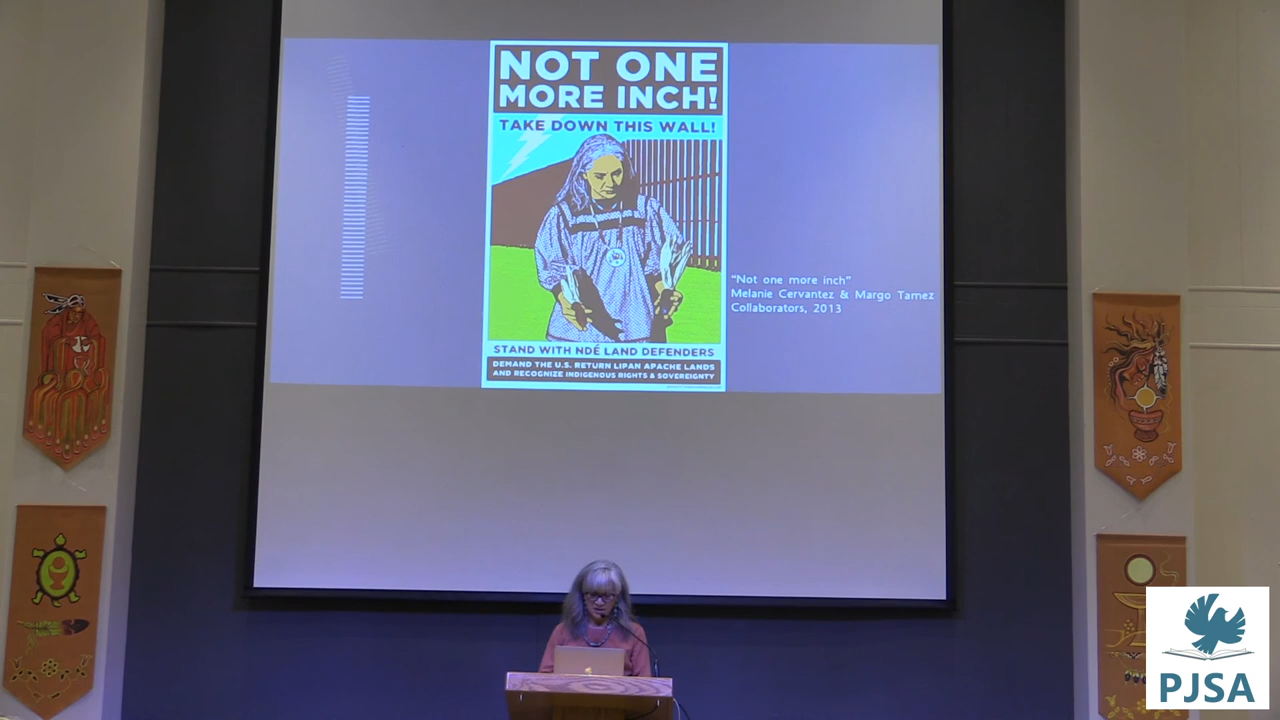 NOT ONE
MORE INCH!
TAKE DOWN THIS WALL!
"Not one more inch"
Melanie Cervantez & Margo Tamez
Collaborators, 2013
STAND WITH NDÉ LAND DEFENDERS
DEMAND THE U.S. RETURN LIPAN APACHE LANDS
AND RECOGNIZE INDIGENOUS RIGHTS & SOVEREIGNTY
PJSA